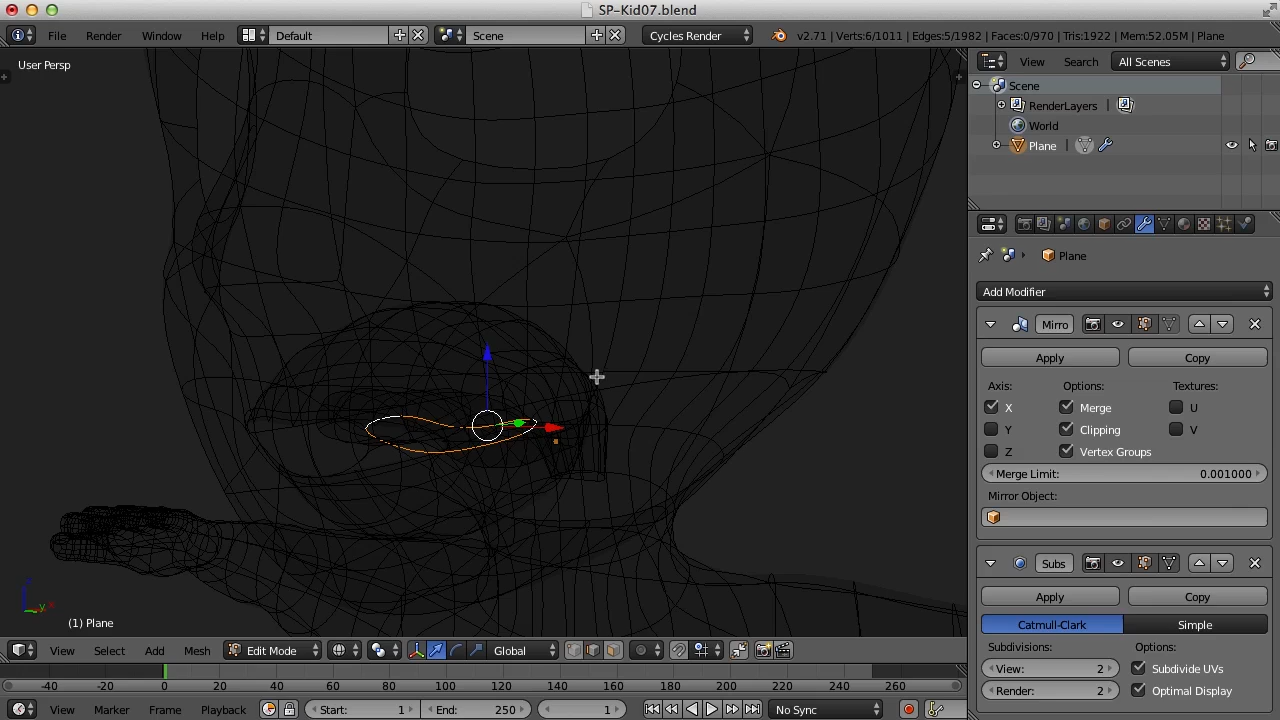 SP-Kid07.blend
File Render Window Help Default Scene Cycles Render v2.71 | Verts:6/1011 | Edges:5/1982 | Faces:0/970 | Tris:1922 | Mem:52.05M | Plane
User Persp
View Search All Scenes
Scene
RenderLayers |
World
Plane |
Plane
Add Modifier
Mirro
Apply Copy
Axis: Options: Textures:
X Merge U
Y Clipping V
Z Vertex Groups
Merge Limit: 0.001000
Mirror Object:
Subs
Apply Copy
Catmull-Clark Simple
Subdivisions: Options:
View: 2 Subdivide UVs
Render: 2 Optimal Display
(1) Plane
View Select Add Mesh Edit Mode Global
-40 -20 0 20 40 60 80 100 120 140 160 180 200 220 240 260
View Marker Frame Playback Start: 1 End: 250 1 No Sync